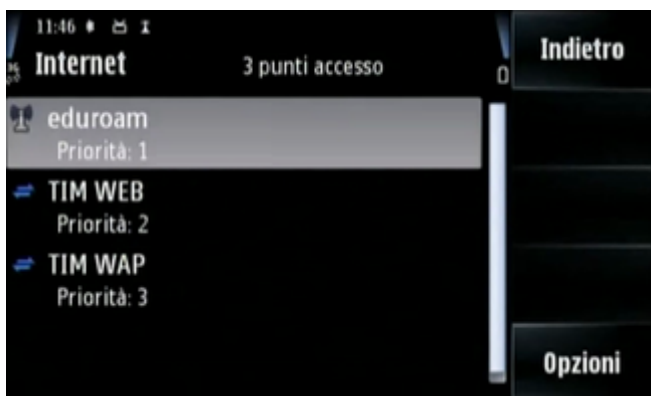 11:46
Indietro
Internet
3 punti accesso
eduroam
Priorità: 1
TIM WEB
Priorità: 2
TIM WAP
Priorità: 3
Opzioni